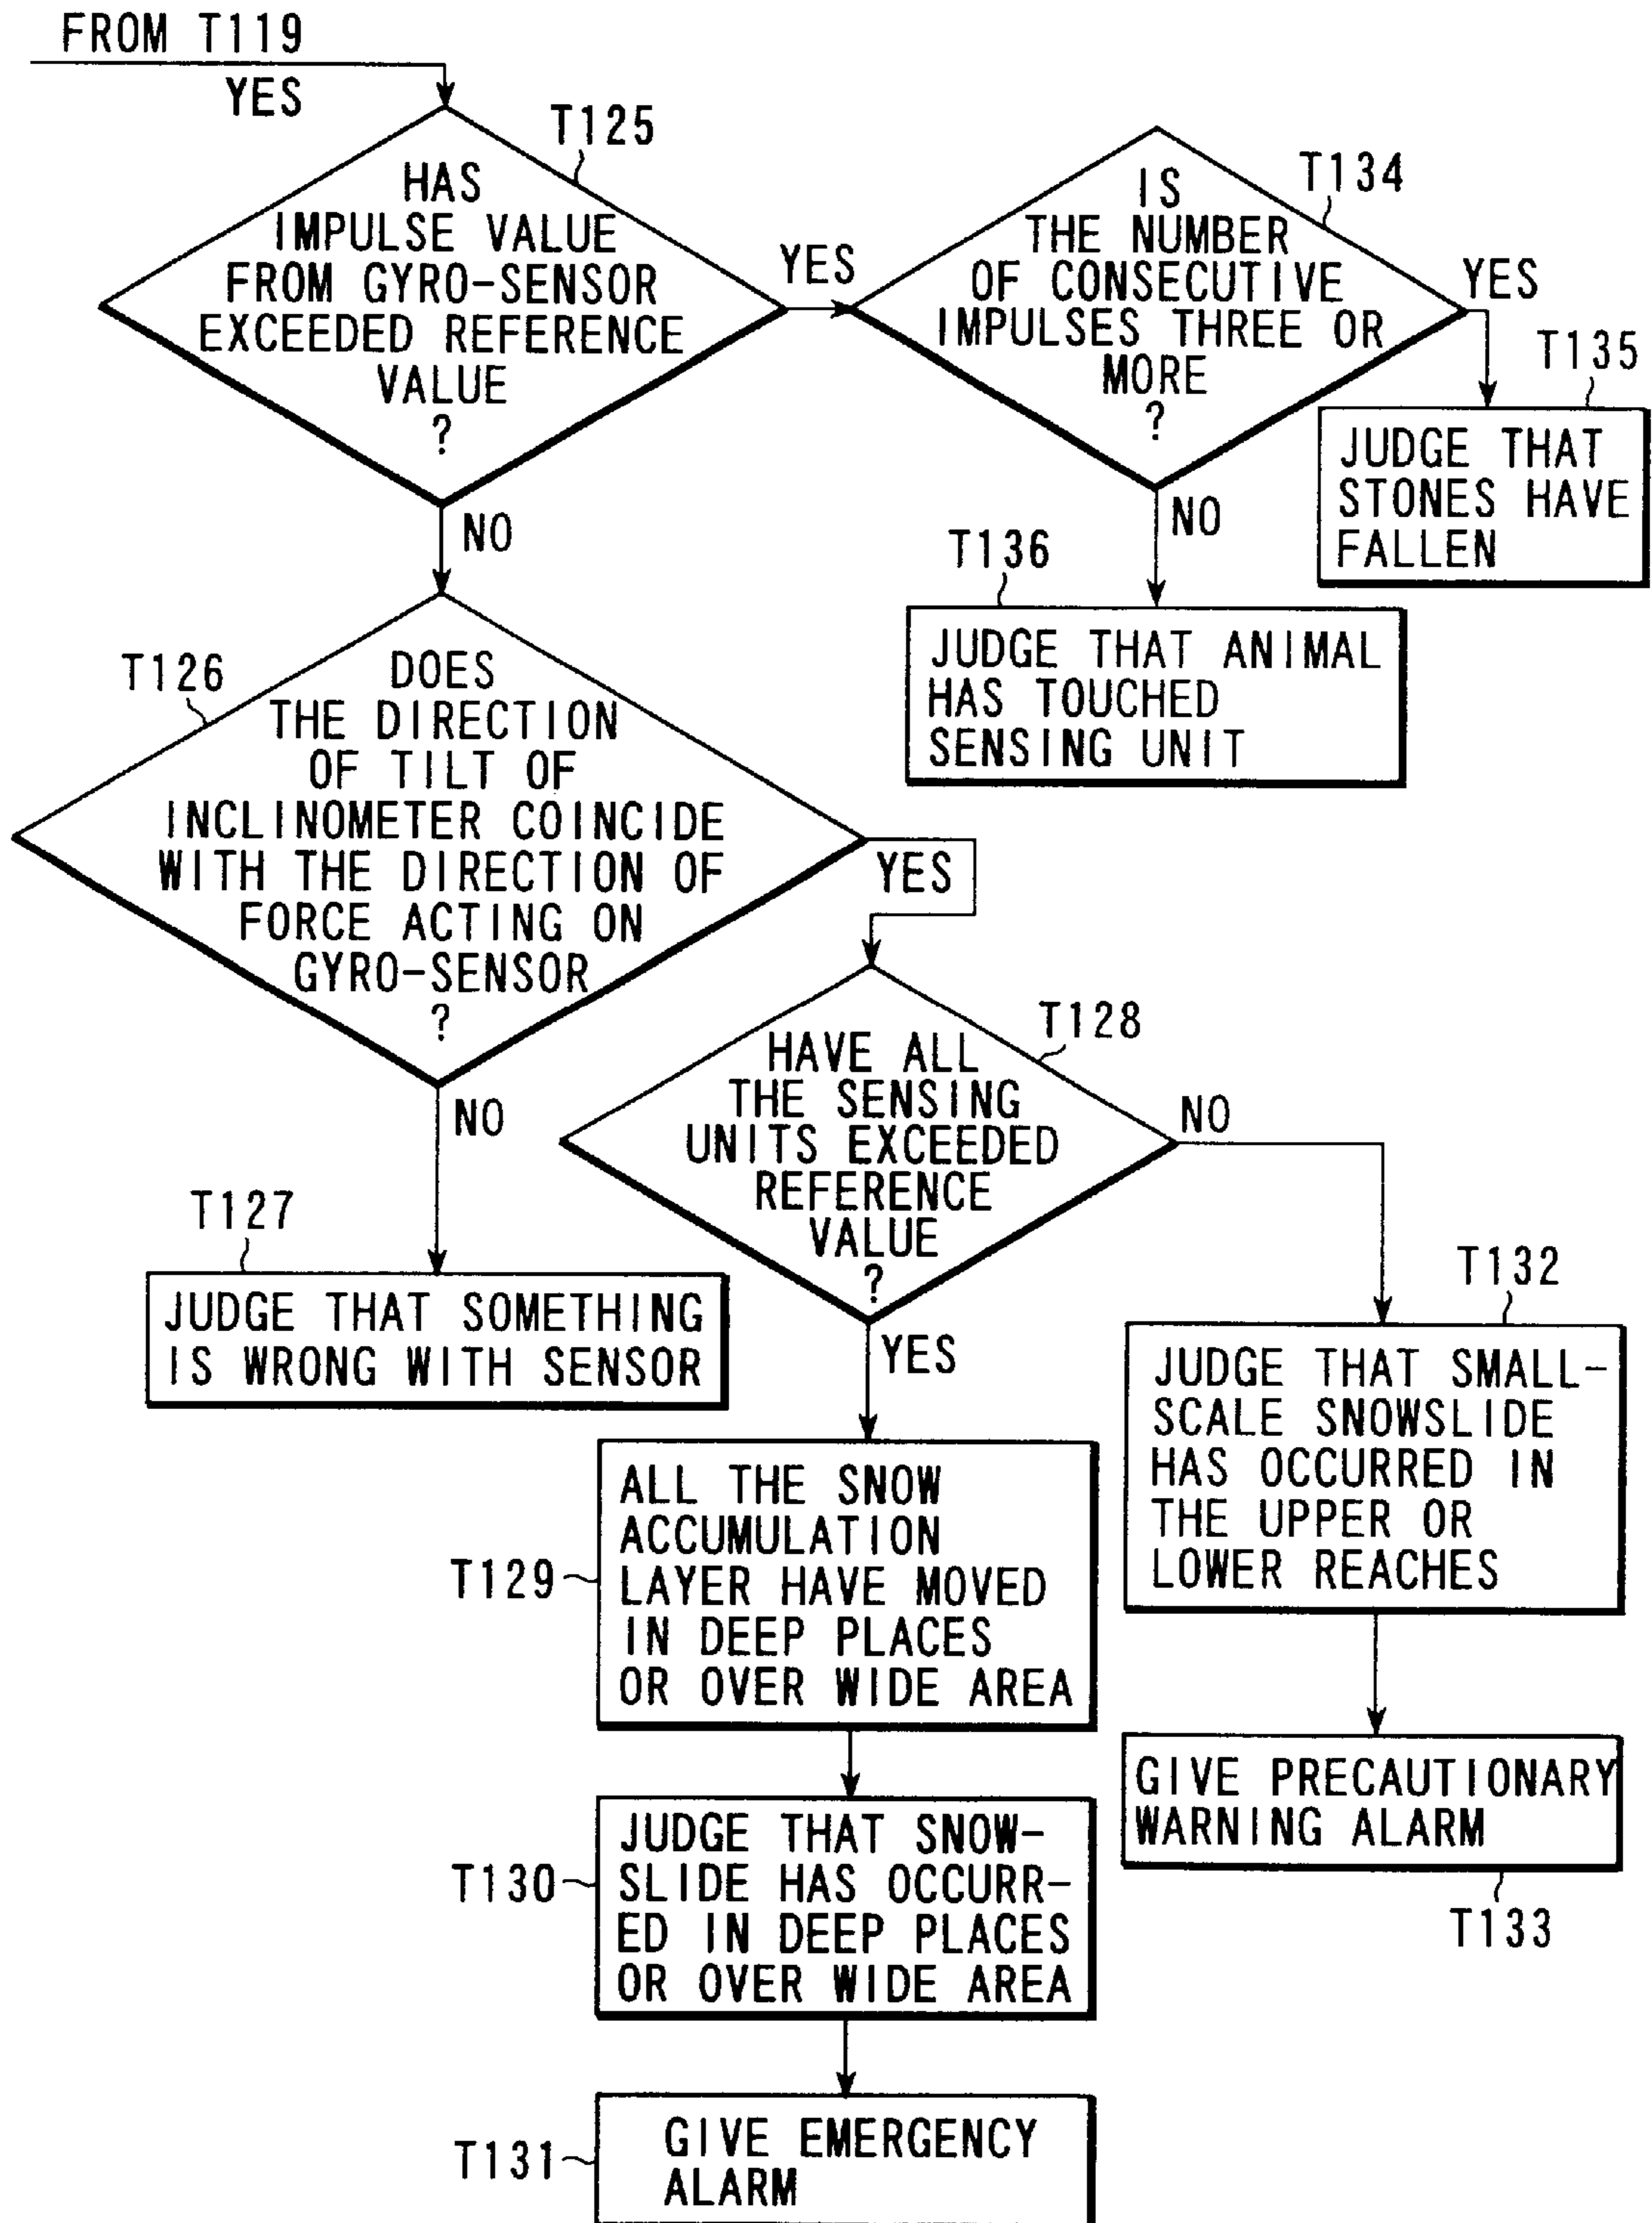 FROM T119
YES
T125
HAS
IMPULSE VALUE
FROM GYRO-SENSOR
EXCEEDED REFERENCE
VALUE
?
YES
NO
T134
IS
THE NUMBER
OF CONSECUTIVE
IMPULSES THREE OR
MORE
?
YES
NO
T135
JUDGE THAT
STONES HAVE
FALLEN
T136
JUDGE THAT ANIMAL
HAS TOUCHED
SENSING UNIT
T126
DOES
THE DIRECTION
OF TILT OF
INCLINOMETER COINCIDE
WITH THE DIRECTION OF
FORCE ACTING ON
GYRO-SENSOR
?
YES
NO
T127
JUDGE THAT SOMETHING
IS WRONG WITH SENSOR
T128
HAVE ALL
THE SENSING
UNITS EXCEEDED
REFERENCE
VALUE
?
NO
YES
T132
JUDGE THAT SMALL-
SCALE SNOWSLIDE
HAS OCCURRED IN
THE UPPER OR
LOWER REACHES
GIVE PRECAUTIONARY
WARNING ALARM
T133
T129
ALL THE SNOW
ACCUMULATION
LAYER HAVE MOVED
IN DEEP PLACES
OR OVER WIDE AREA
T130
JUDGE THAT SNOW-
SLIDE HAS OCCURR-
ED IN DEEP PLACES
OR OVER WIDE AREA
T131
GIVE EMERGENCY
ALARM